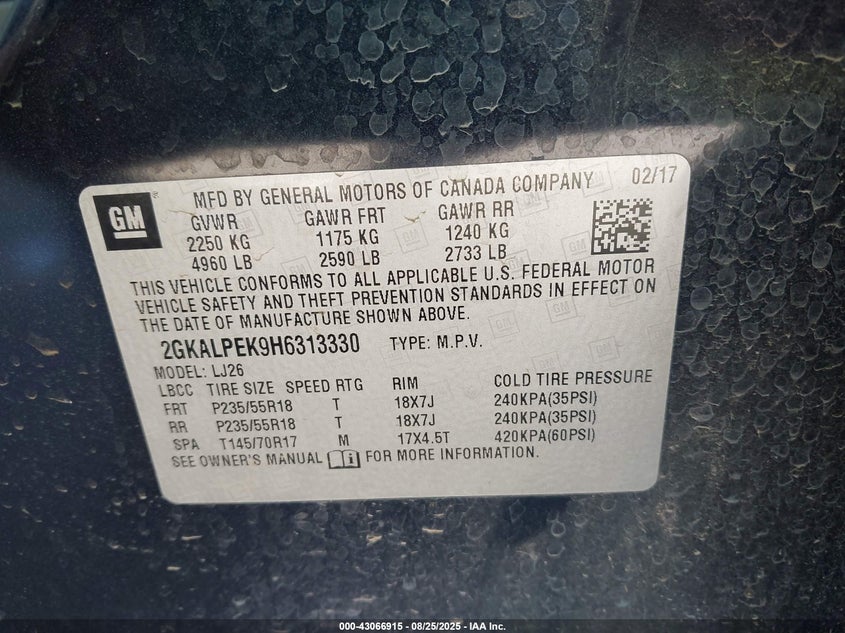 GM
MFD BY GENERAL MOTORS OF CANADA COMPANY 02/17
GVWR GAWR FRT GAWR RR
2250 KG 1175 KG 1240 KG
4960 LB 2590 LB 2733 LB
THIS VEHICLE CONFORMS TO ALL APPLICABLE U.S. FEDERAL MOTOR
VEHICLE SAFETY AND THEFT PREVENTION STANDARDS IN EFFECT ON
THE DATE OF MANUFACTURE SHOWN ABOVE.
2GKALPEK9H6313330 TYPE: M.P.V.
MODEL: LJ26
LBCC TIRE SIZE SPEED RTG RIM COLD TIRE PRESSURE
FRT P235/55R18 T 18X7J 240KPA(35PSI)
RR P235/55R18 T 18X7J 240KPA(35PSI)
SPA T145/70R17 M 17X4.5T 420KPA(60PSI)
SEE OWNER'S MANUAL FOR MORE INFORMATION.
000-43066915 - 08/25/2025 - IAA Inc.